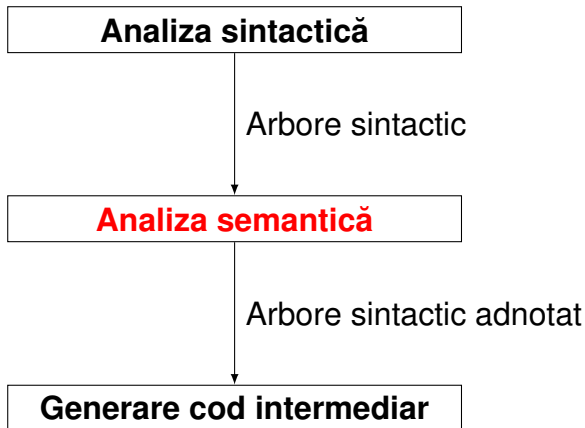 Analiza sintactică
Arbore sintactic
Analiza semantică
Arbore sintactic adnotat
Generare cod intermediar